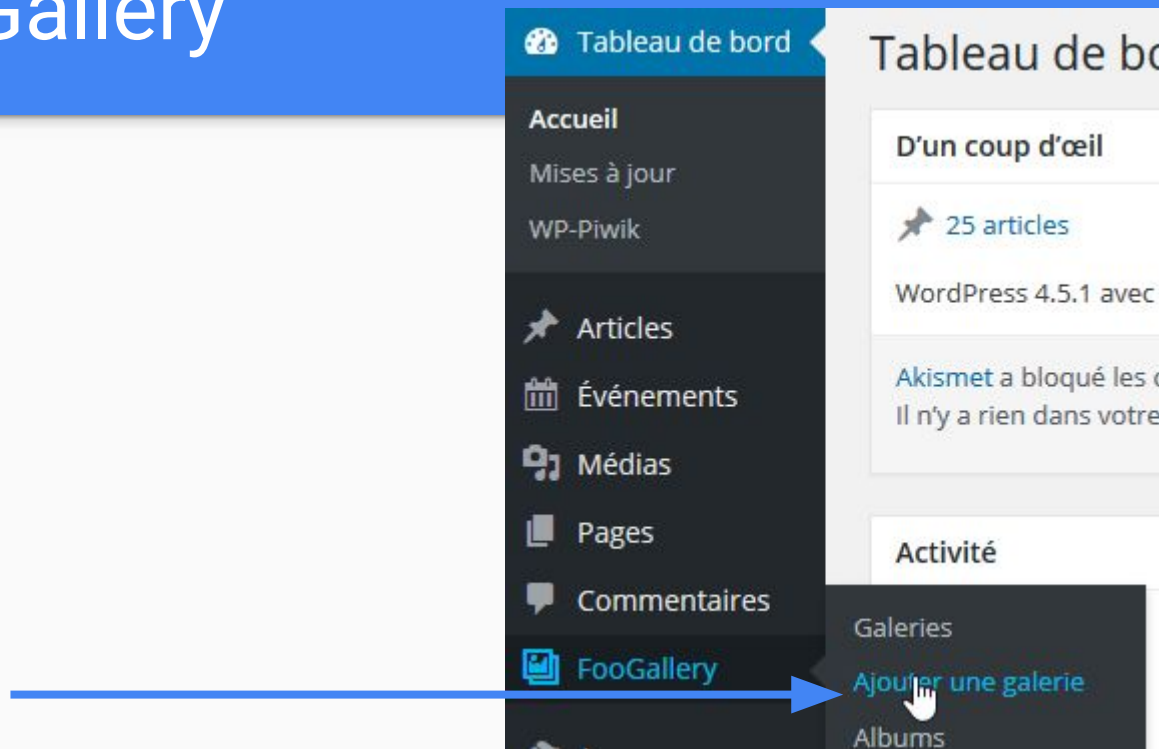 Gallery
Tableau de bord
Accueil
Mises à jour
WP-Piwik
Articles
Événements
Médias
Pages
Commentaires
FooGallery
Tableau de
D'un coup d'œil
25 articles
WordPress 4.5.1 avec
Akismet a bloqué les
Il n'y a rien dans votre
Activité
Galeries
Ajouter une galerie
Albums